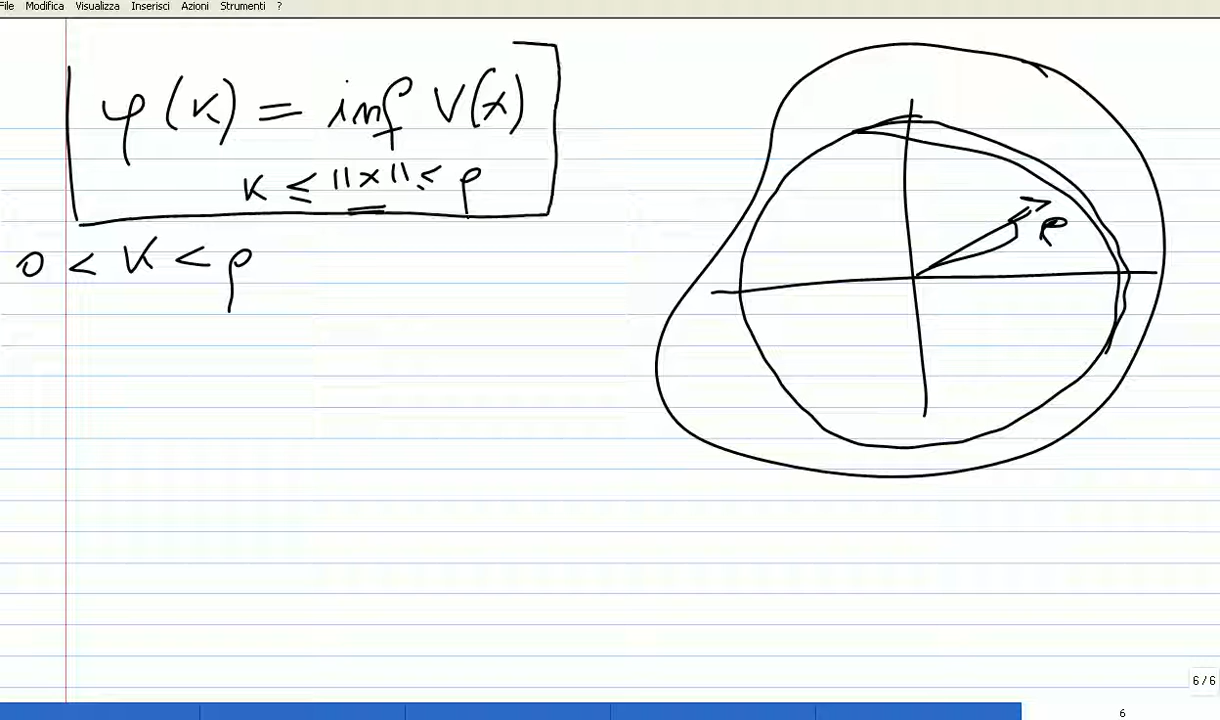 File Modifica Visualizza Inserisci Azioni Strumenti ?
φ(K) = inf V(x)
K ≤ ||x|| ≤ ρ
0 < K < ρ
ρ
6/6
6